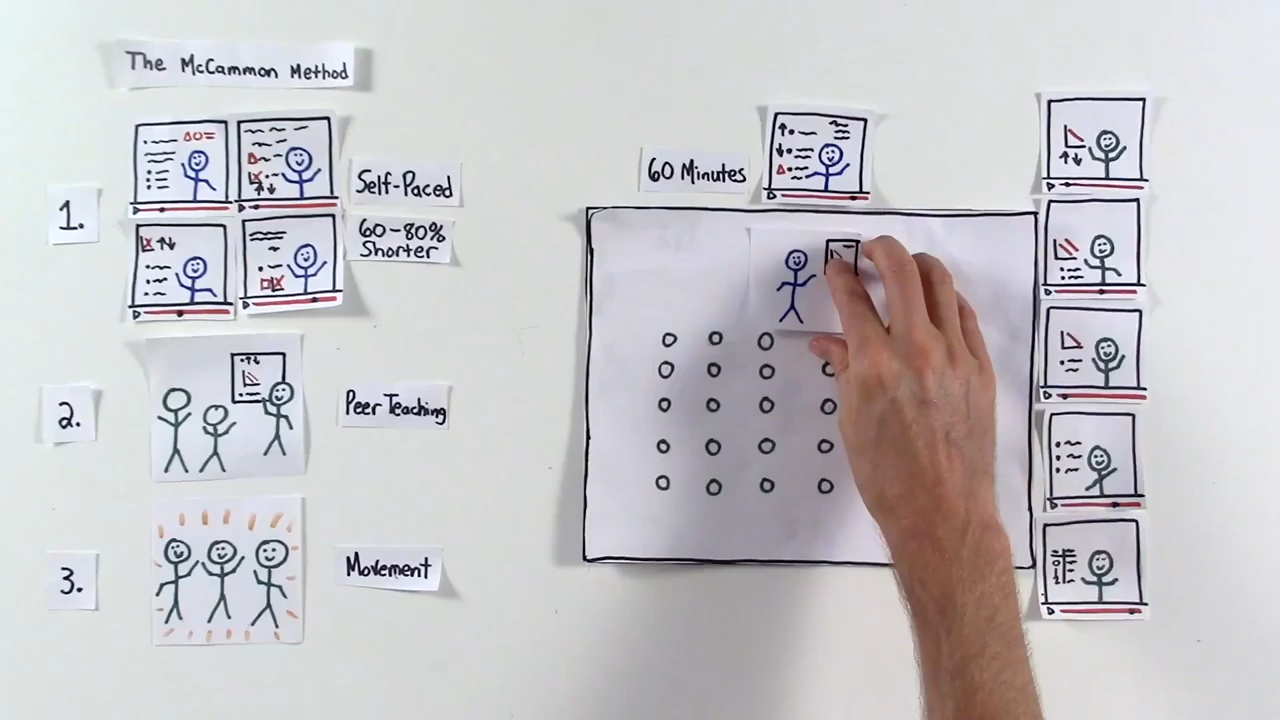 The McCammon Method
1.
Self-Paced
60-80%
Shorter
2.
Peer Teaching
3.
Movement
60 Minutes